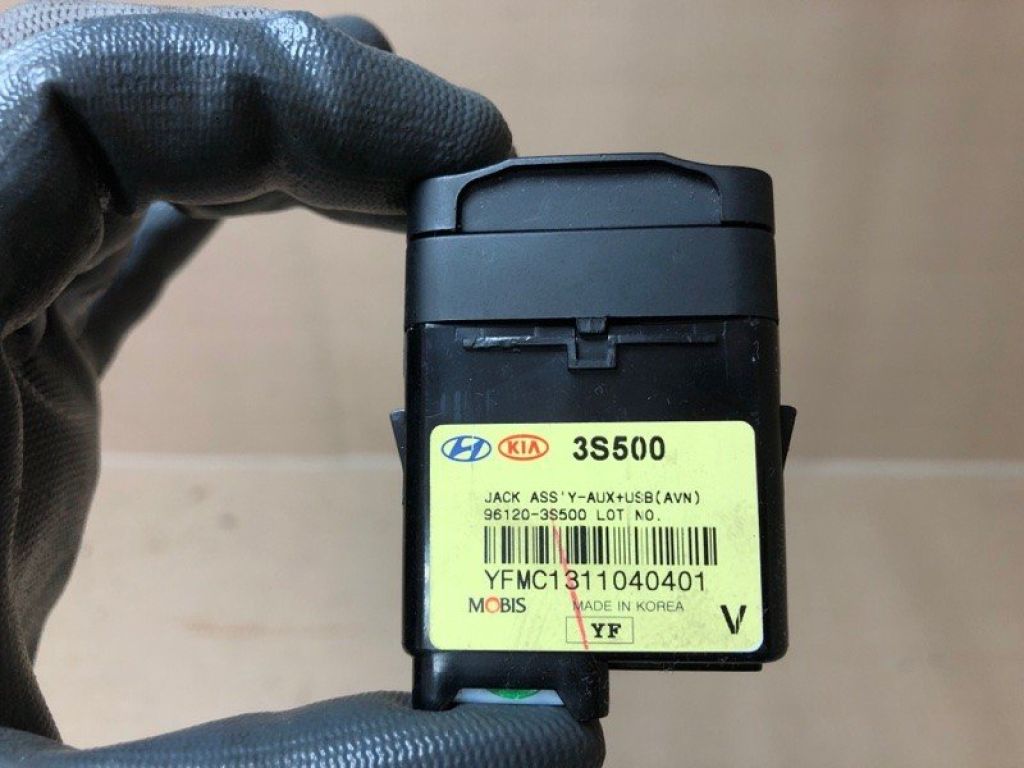 KIA 3S500
JACK ASS'Y-AUX+USB(AVN)
96120-3S500 LOT NO.
YFMC1311040401
MOBIS MADE IN KOREA
YF
V